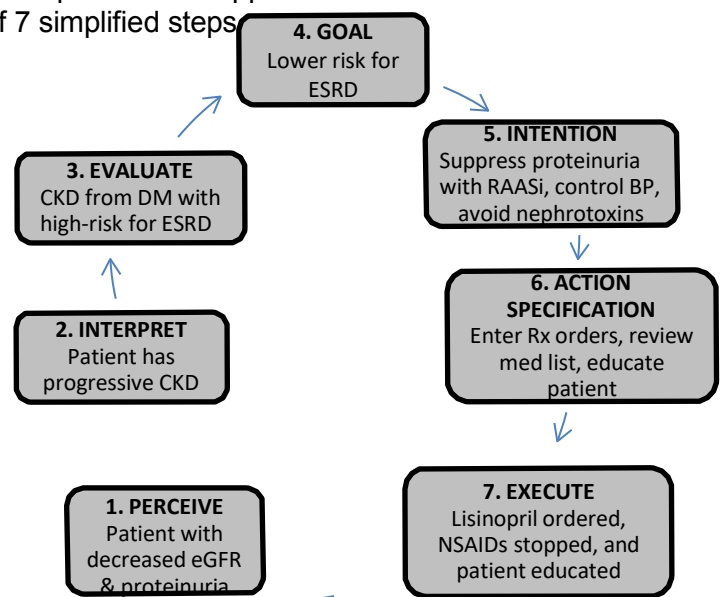 f 7 simplified steps
4. GOAL
Lower risk for
ESRD
5. INTENTION
Suppress proteinuria
with RAASi, control BP,
avoid nephrotoxins
3. EVALUATE
CKD from DM with
high-risk for ESRD
6. ACTION
SPECIFICATION
Enter Rx orders, review
med list, educate
patient
2. INTERPRET
Patient has
progressive CKD
7. EXECUTE
Lisinopril ordered,
NSAIDs stopped, and
patient educated
1. PERCEIVE
Patient with
decreased eGFR
& proteinuria